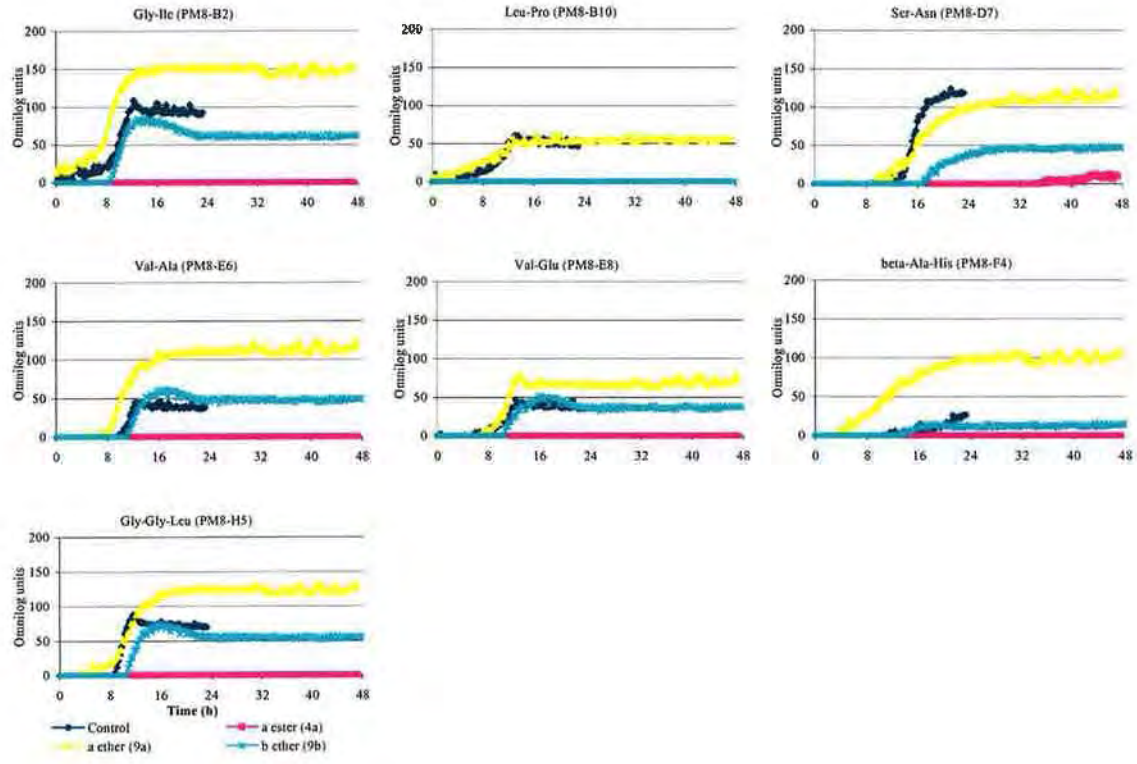 Gly-Ile (PM8-B2)
Leu-Pro (PM8-B10)
Ser-Asn (PM8-D7)
Omnilog units
200
150
100
50
0
0 8 16 24 32 40 48
Omnilog units
200
150
100
50
0
0 8 16 24 32 40 48
Omnilog units
200
150
100
50
0
0 8 16 24 32 40 48
Val-Ala (PM8-E6)
Val-Glu (PM8-E8)
beta-Ala-His (PM8-F4)
Omnilog units
200
150
100
50
0
0 8 16 24 32 40 48
Omnilog units
200
150
100
50
0
0 8 16 24 32 40 48
Omnilog units
200
150
100
50
0
0 8 16 24 32 40 48
Gly-Gly-Leu (PM8-H5)
Omnilog units
200
150
100
50
0
0 8 16 24 32 40 48
Time (h)
Control
a ester (4a)
a ether (9a)
b ether (9b)